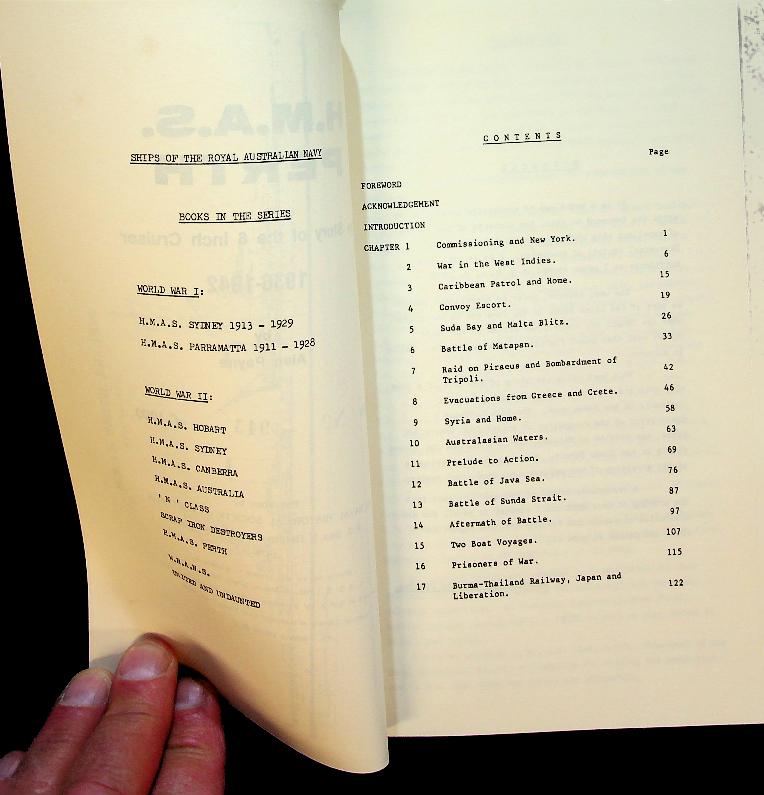 SHIPS OF THE ROYAL AUSTRALIAN NAVY
BOOKS IN THE SERIES
WORLD WAR I:
H.M.A.S. SYDNEY 1913 - 1929
H.M.A.S. PARRAMATTA 1911 - 1928
WORLD WAR II:
H.M.A.S. HOBART
H.M.A.S. SYDNEY
H.M.A.S. CANBERRA
H.M.A.S. AUSTRALIA
'N' CLASS
SCRAP IRON DESTROYERS
H.M.A.S. PERTH
W.R.A.N.S.
UNITED AND UNDAUNTED
CONTENTS
Page
FOREWORD
ACKNOWLEDGEMENT
INTRODUCTION
CHAPTER 1 Commissioning and New York. 1
2 War in the West Indies. 6
3 Caribbean Patrol and Home. 15
4 Convoy Escort. 19
5 Suda Bay and Malta Blitz. 26
6 Battle of Matapan. 33
7 Raid on Piraeus and Bombardment of
Tripoli. 42
8 Evacuations from Greece and Crete. 46
9 Syria and Home. 58
10 Australasian Waters. 63
11 Prelude to Action. 69
12 Battle of Java Sea. 76
13 Battle of Sunda Strait. 87
14 Aftermath of Battle. 97
15 Two Boat Voyages. 107
16 Prisoners of War. 115
17 Burma-Thailand Railway, Japan and
Liberation. 122